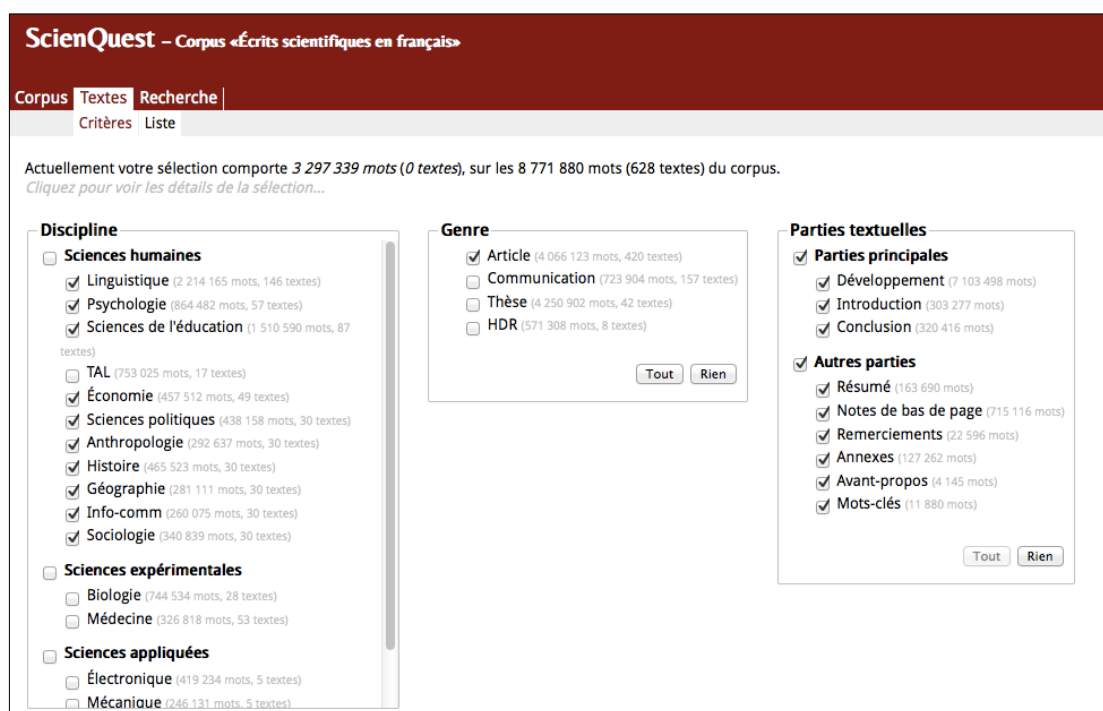 ScienQuest – Corpus «Écrits scientifiques en français»
Corpus Textes Recherche
Critères Liste
Actuellement votre sélection comporte 3 297 339 mots (0 textes), sur les 8 771 880 mots (628 textes) du corpus.
Cliquez pour voir les détails de la sélection...
Discipline
Sciences humaines
Linguistique (2 214 165 mots, 146 textes)
Psychologie (864 482 mots, 57 textes)
Sciences de l'éducation (1 510 590 mots, 87
textes)
TAL (753 025 mots, 17 textes)
Économie (457 512 mots, 49 textes)
Sciences politiques (438 158 mots, 30 textes)
Anthropologie (292 637 mots, 30 textes)
Histoire (465 523 mots, 30 textes)
Géographie (281 111 mots, 30 textes)
Info-comm (260 075 mots, 30 textes)
Sociologie (340 839 mots, 30 textes)
Sciences expérimentales
Biologie (744 534 mots, 28 textes)
Médecine (326 818 mots, 53 textes)
Sciences appliquées
Électronique (419 234 mots, 5 textes)
Mécanique (246 131 mots, 5 textes)
Genre
Article (4 066 123 mots, 420 textes)
Communication (723 904 mots, 157 textes)
Thèse (4 250 902 mots, 42 textes)
HDR (571 308 mots, 8 textes)
Tout Rien
Parties textuelles
Parties principales
Développement (7 103 498 mots)
Introduction (303 277 mots)
Conclusion (320 416 mots)
Autres parties
Résumé (163 690 mots)
Notes de bas de page (715 116 mots)
Remerciements (22 596 mots)
Annexes (127 262 mots)
Avant-propos (4 145 mots)
Mots-clés (11 880 mots)
Tout Rien